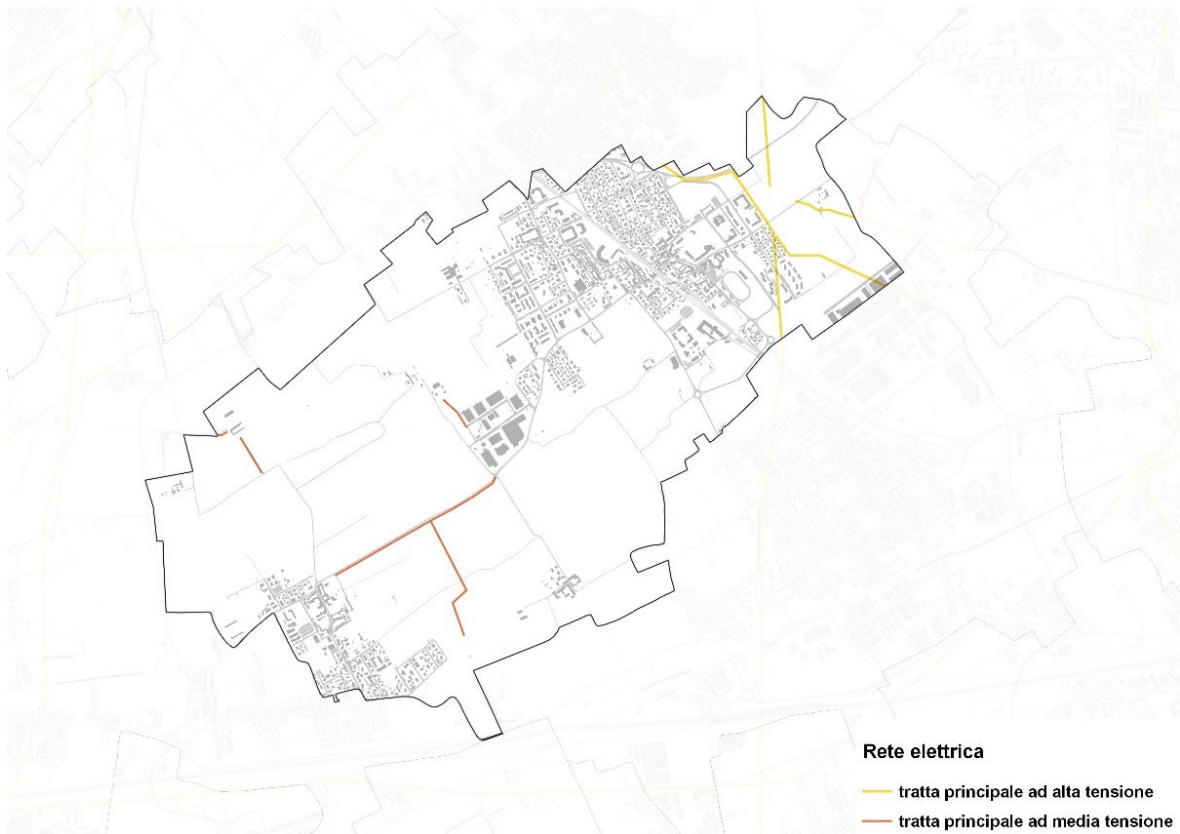 Rete elettrica
tratta principale ad alta tensione
tratta principale ad media tensione